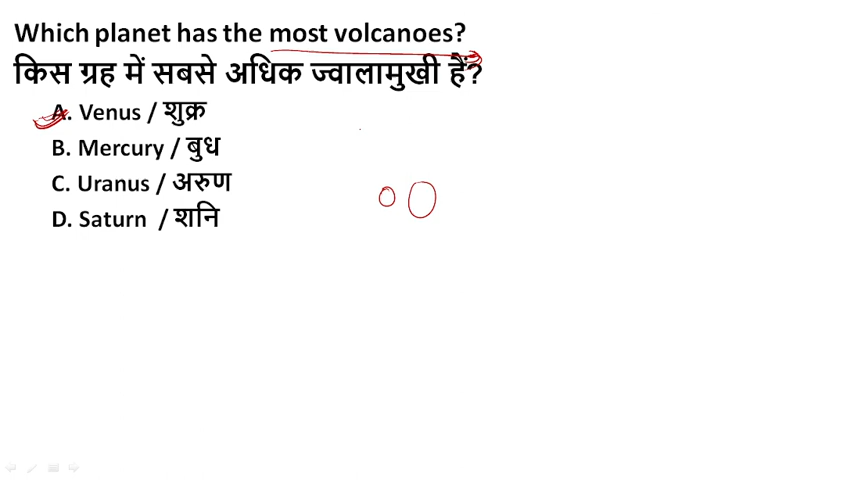 Which planet has the most volcanoes?
किस ग्रह में सबसे अधिक ज्वालामुखी हैं?
A. Venus / शुक्र
B. Mercury / बुध
C. Uranus / अरुण
D. Saturn / शनि